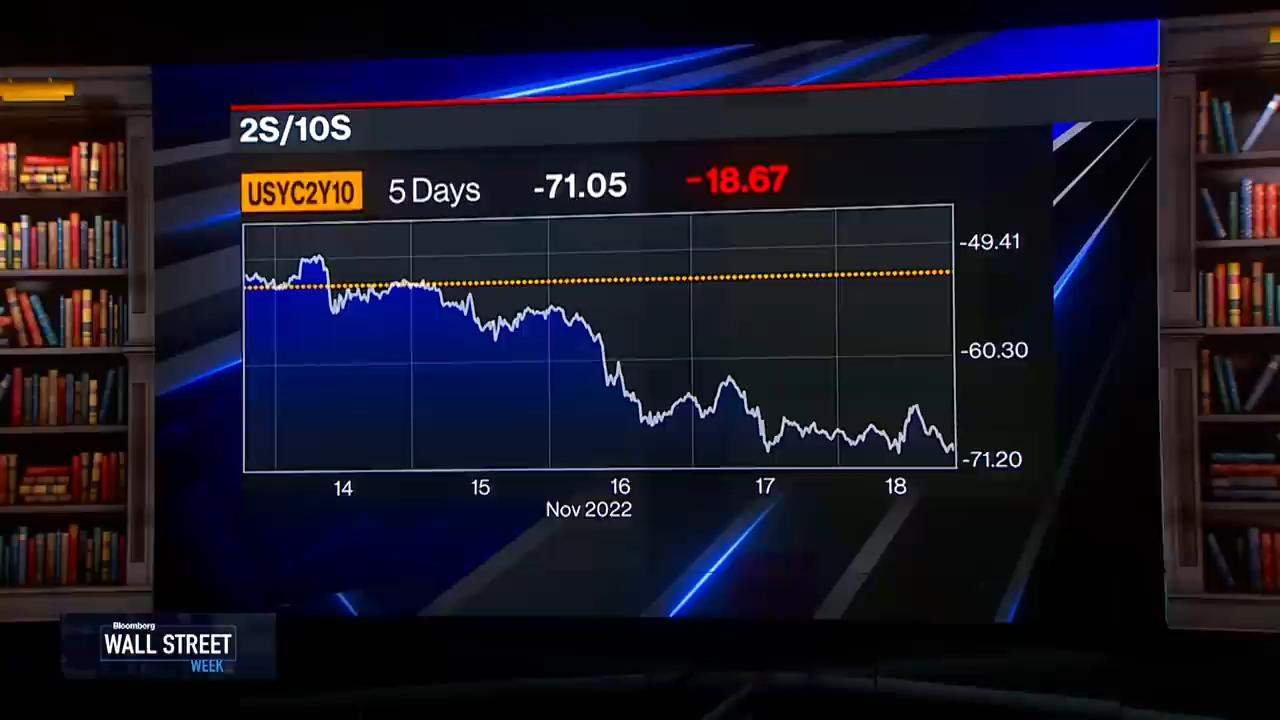 2S/10S
USYC2Y10 5 Days -71.05 -18.67
-49.41
-60.30
-71.20
14 15 16 17 18
Nov 2022
Bloomberg
WALL STREET
WEEK